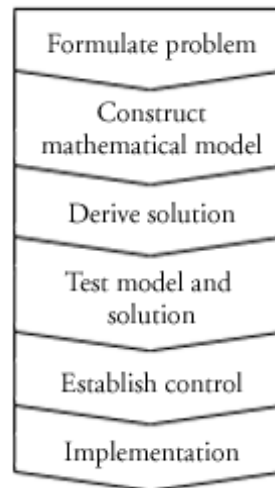 Formulate problem
Construct
mathematical model
Derive solution
Test model and
solution
Establish control
Implementation